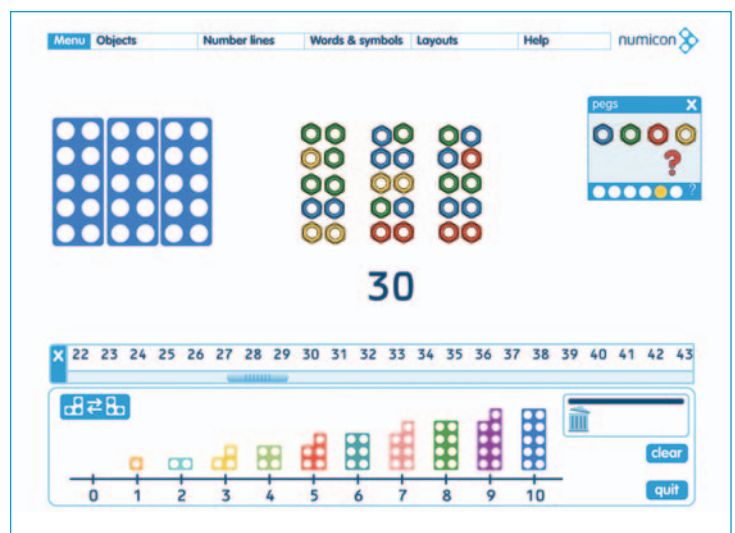 Menu Objects Number lines Words & symbols Layouts Help numicon
pegs X
?
?
30
X 22 23 24 25 26 27 28 29 30 31 32 33 34 35 36 37 38 39 40 41 42 43
clear
0 1 2 3 4 5 6 7 8 9 10
quit